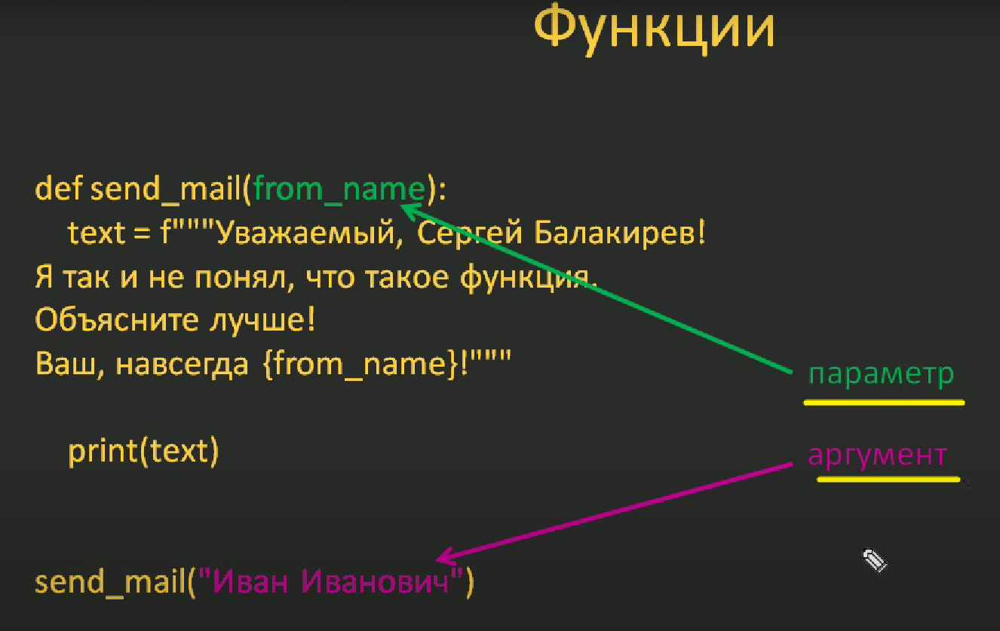 Функции
def send_mail(from_name):
text = f"""Уважаемый, Сергей Балакирев!
Я так и не понял, что такое функция.
Объясните лучше!
Ваш, навсегда {from_name}!"""
параметр
print(text)
аргумент
send_mail("Иван Иванович")